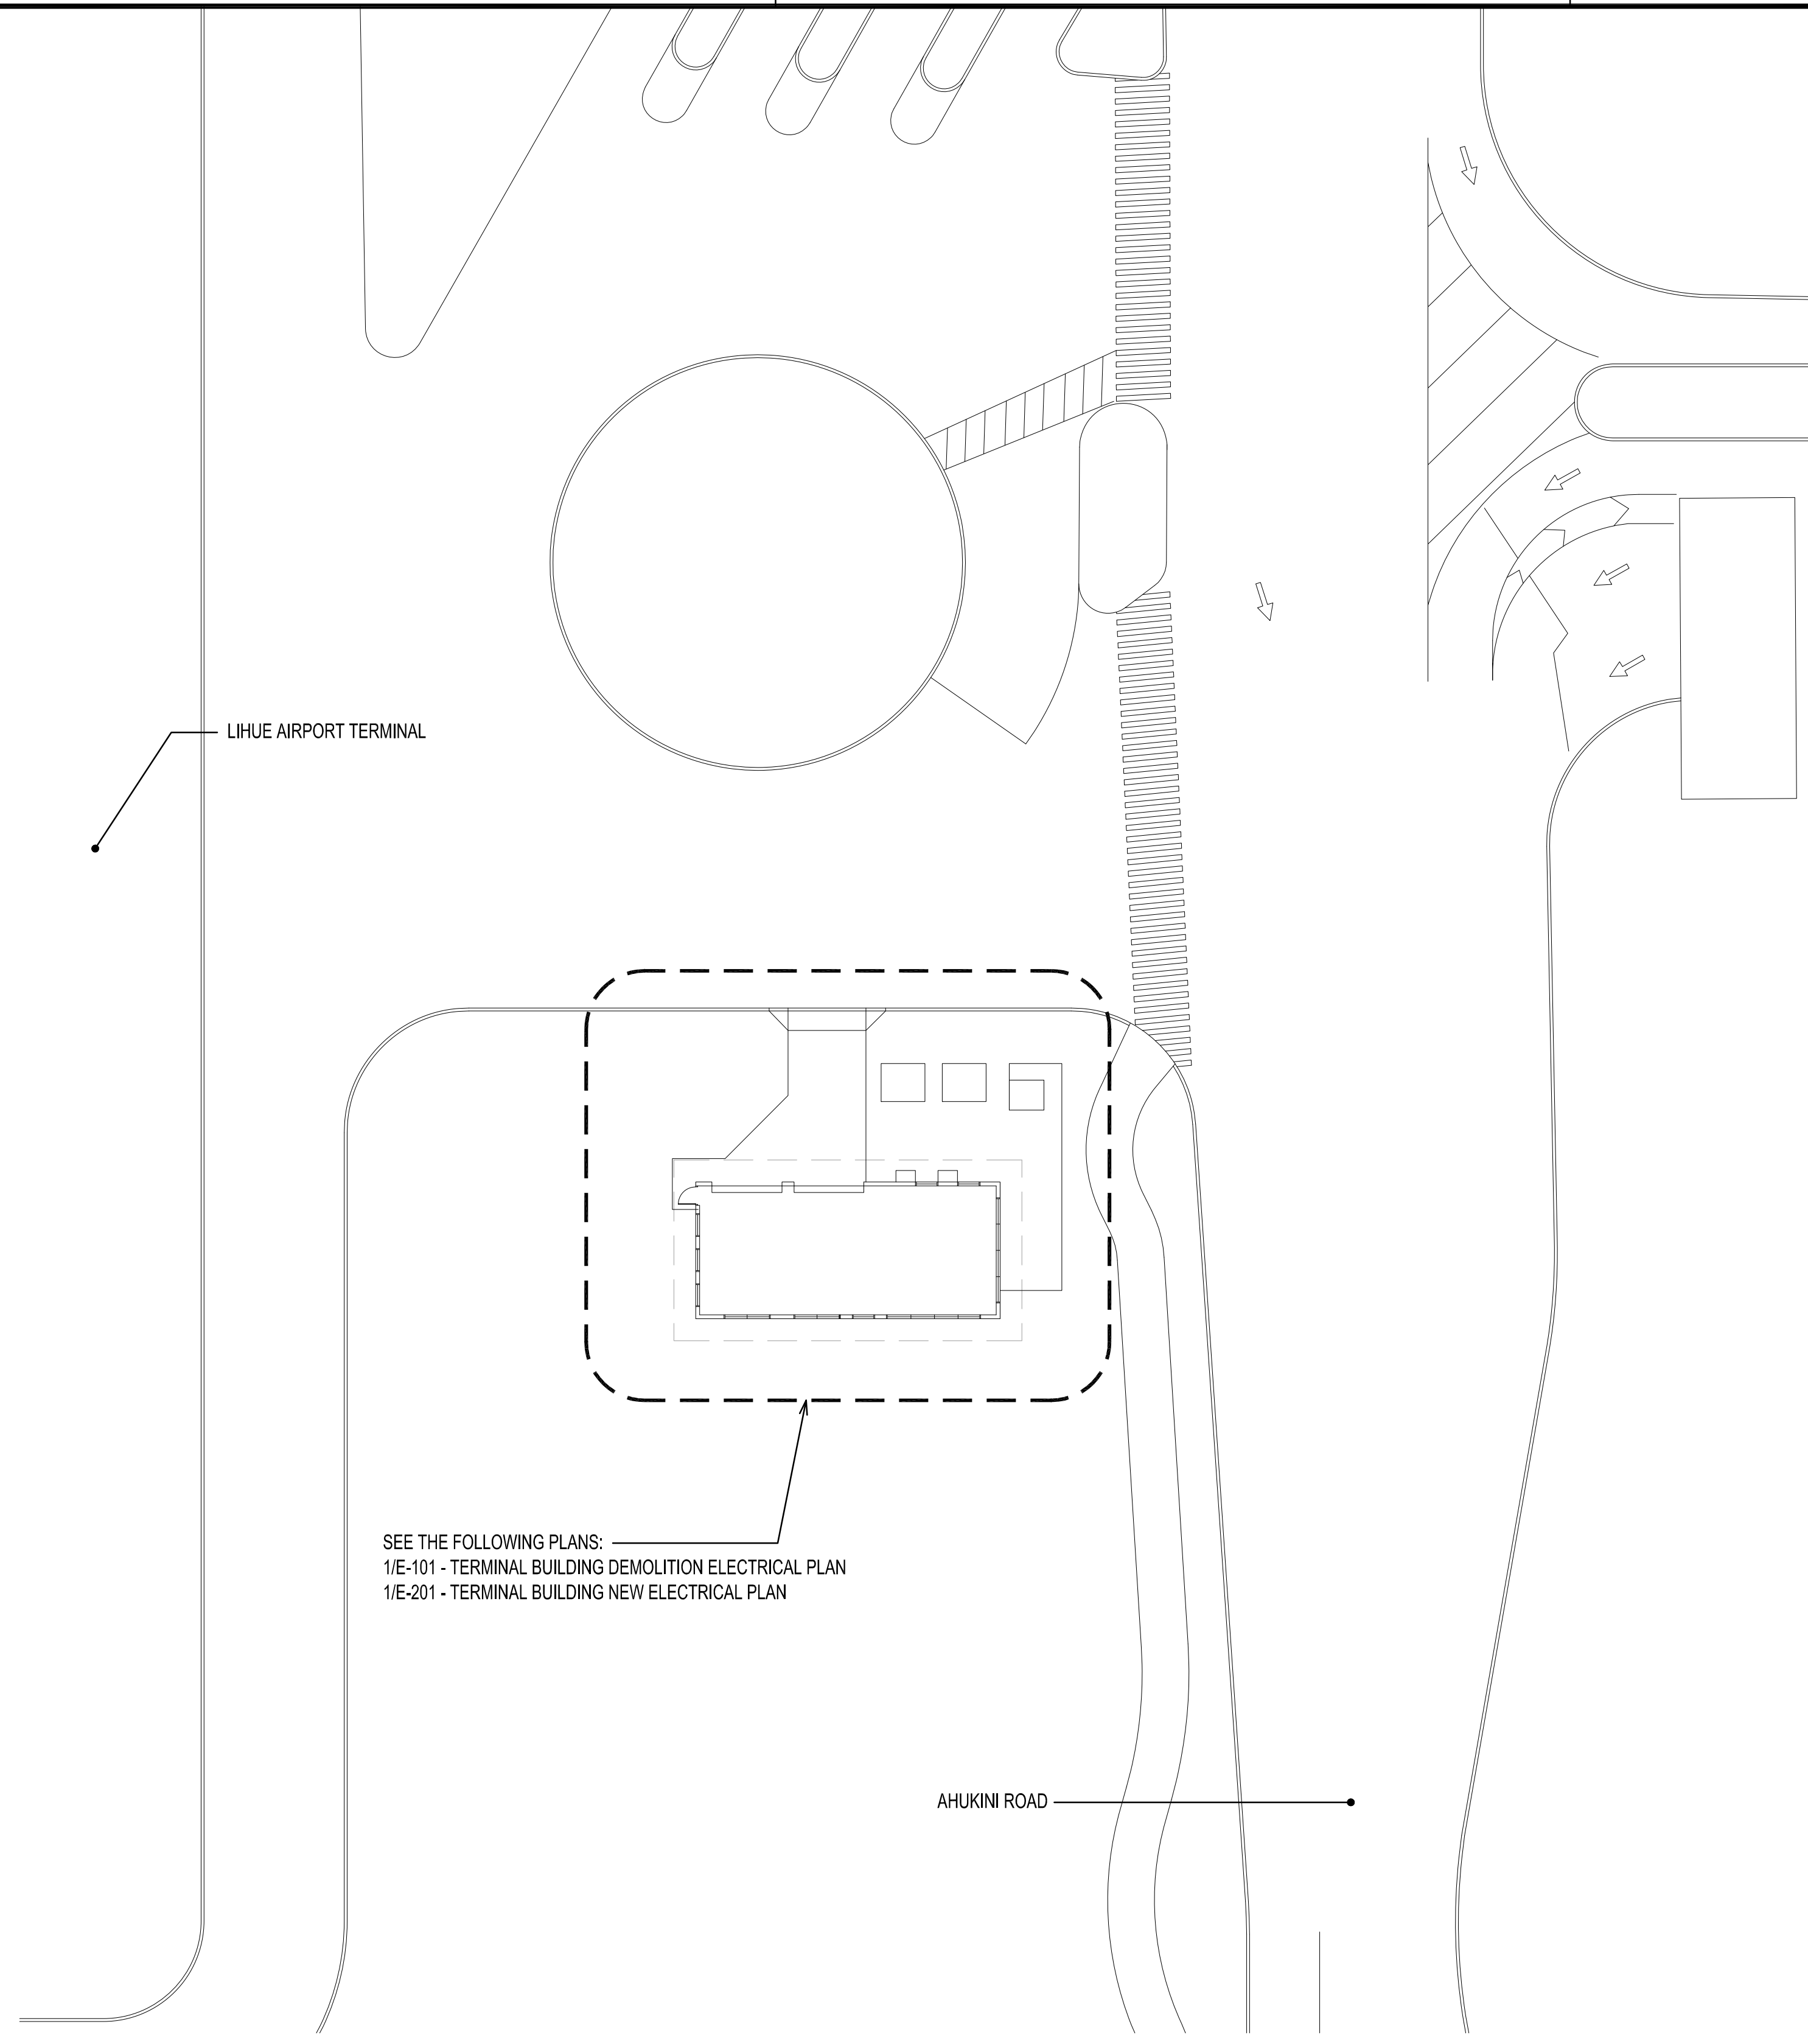 LIHUE AIRPORT TERMINAL
SEE THE FOLLOWING PLANS:
1/E-101 - TERMINAL BUILDING DEMOLITION ELECTRICAL PLAN
1/E-201 - TERMINAL BUILDING NEW ELECTRICAL PLAN
AHUKINI ROAD